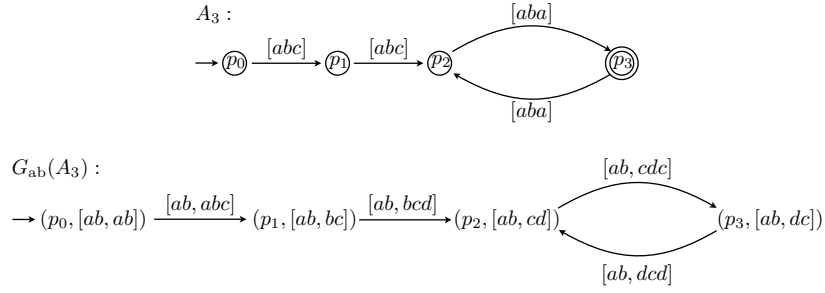 A₃ :
[aba]
→ p₀ [abc] p₁ [abc] p₂ p₃
[aba]
G_ab(A₃) :
[ab, cdc]
→ (p₀, [ab, ab]) [ab, abc] (p₁, [ab, bc]) [ab, bcd] (p₂, [ab, cd]) (p₃, [ab, dc])
[ab, dcd]